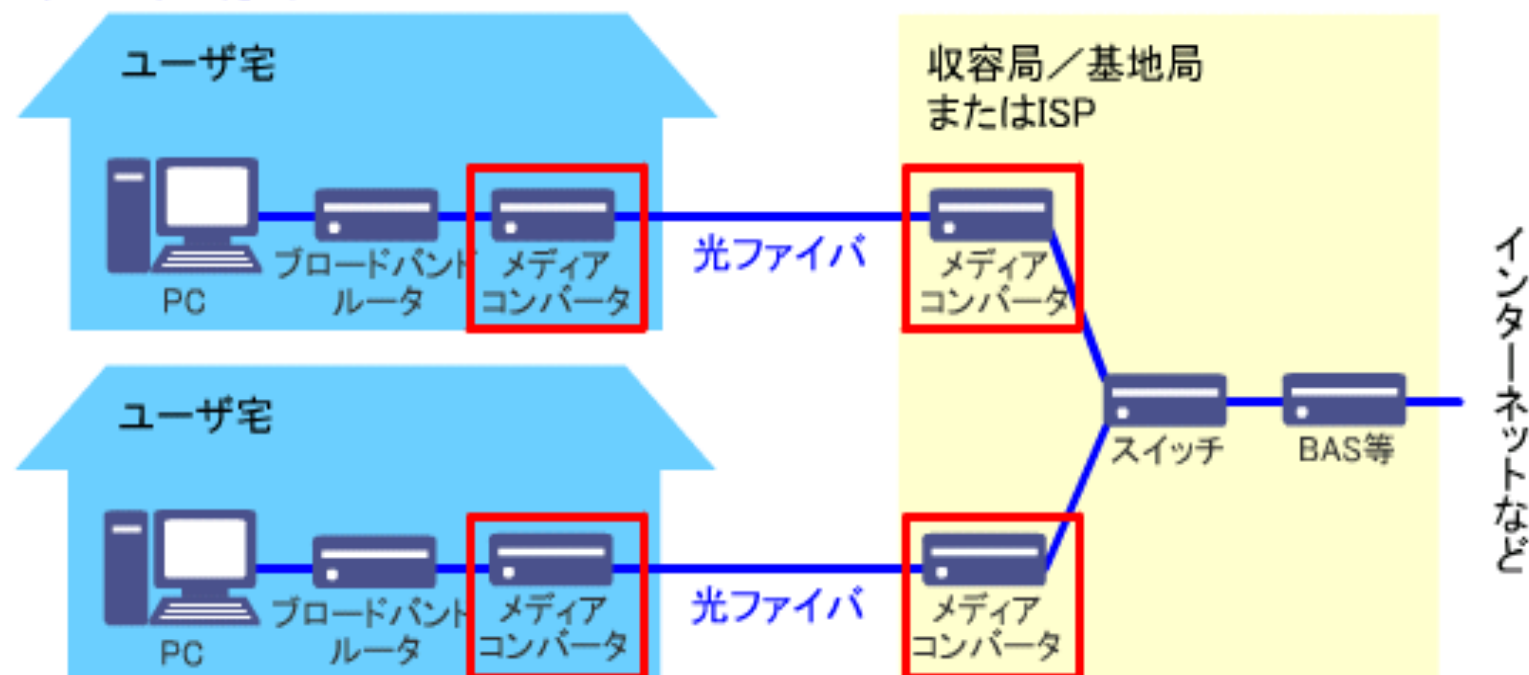 ユーザ宅
収容局／基地局
またはISP
PC
ブロードバンド
ルータ
メディア
コンバータ
光ファイバ
メディア
コンバータ
スイッチ
BAS等
インターネットなど
ユーザ宅
PC
ブロードバンド
ルータ
メディア
コンバータ
光ファイバ
メディア
コンバータ